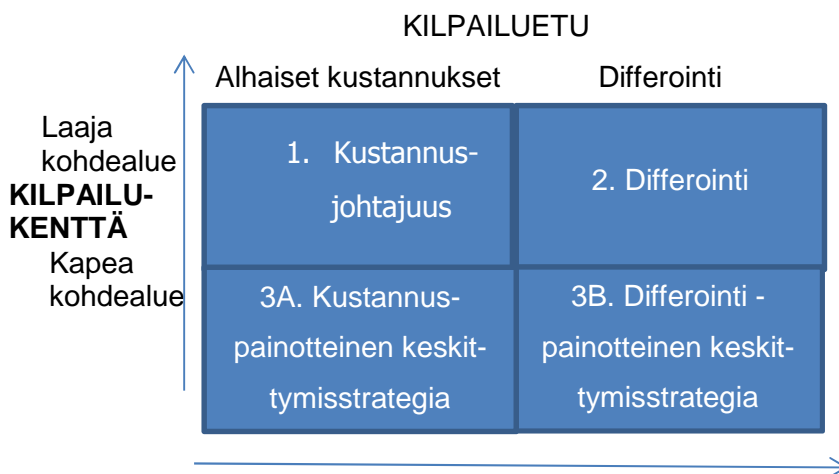 KILPAILUETU
Alhaiset kustannukset
Differointi
Laaja
kohdealue
KILPAILU-
KENTTÄ
Kapea
kohdealue
1. Kustannus-
johtajuus
2. Differointi
3A. Kustannus-
painotteinen keskit-
tymisstrategia
3B. Differointi -
painotteinen keskit-
tymisstrategia